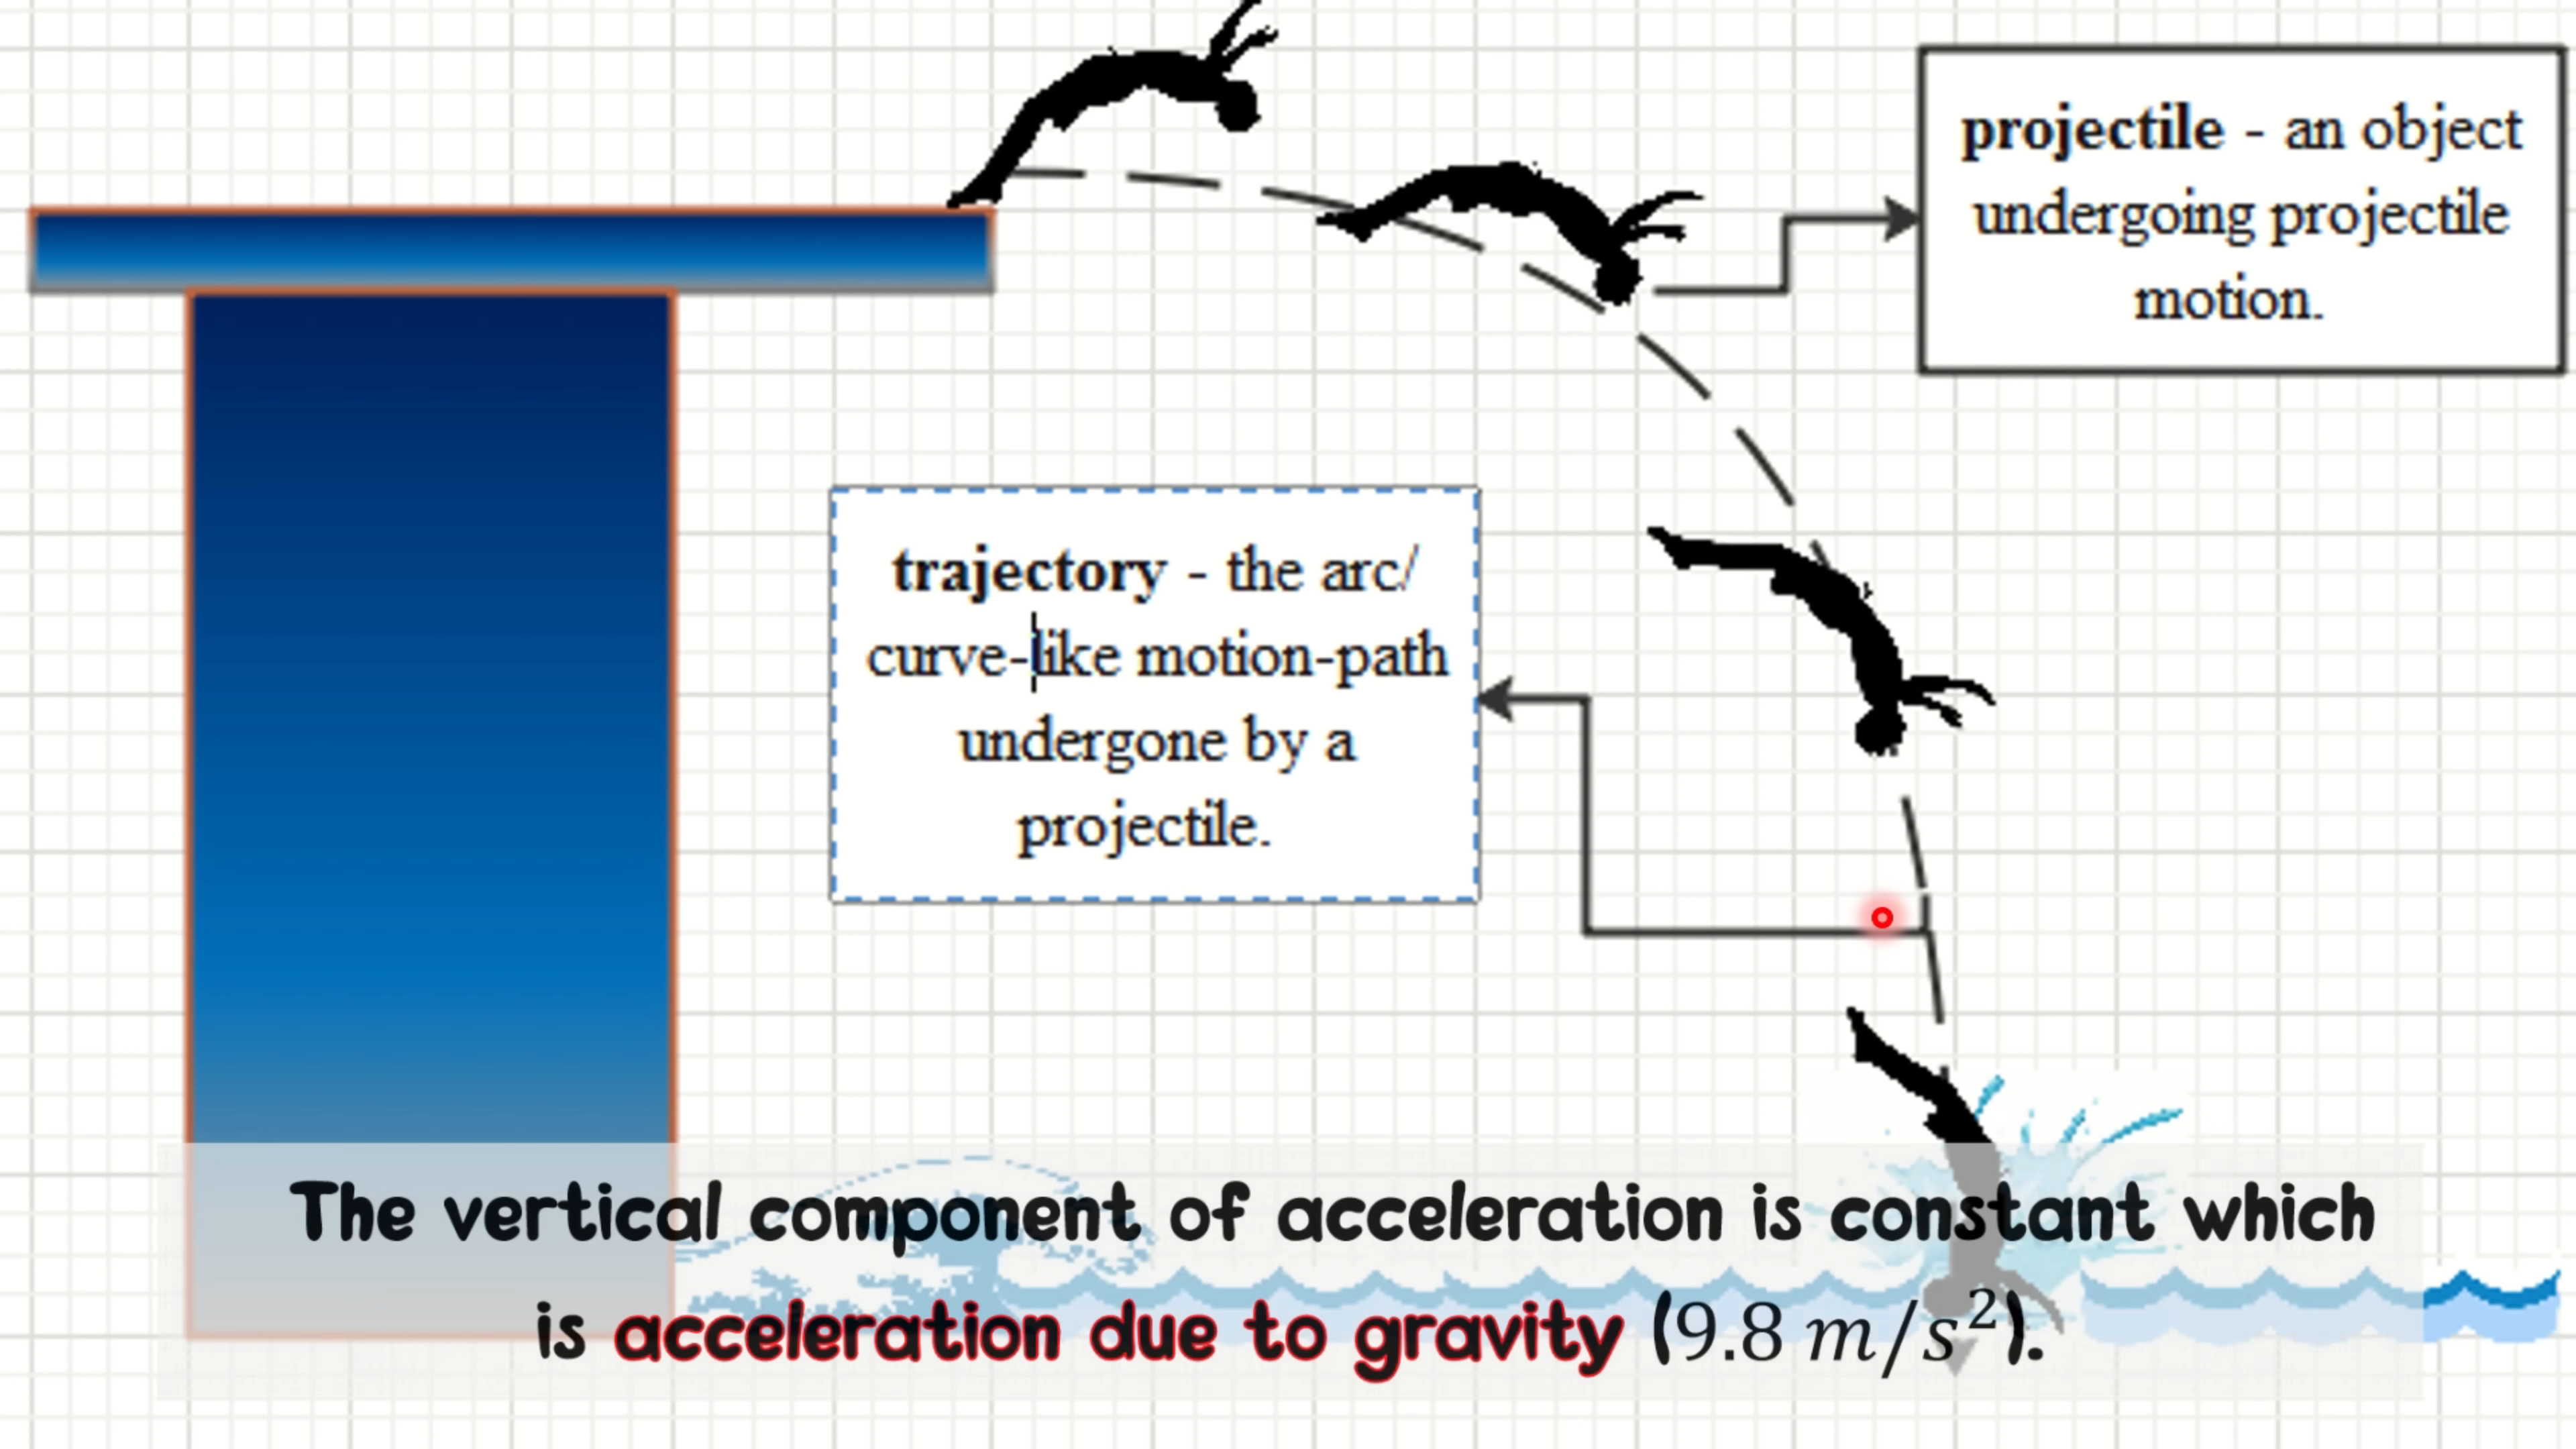 projectile - an object
undergoing projectile
motion.
trajectory - the arc/
curve-like motion-path
undergone by a
projectile.
The vertical component of acceleration is constant which
is acceleration due to gravity (9.8 m/s²).